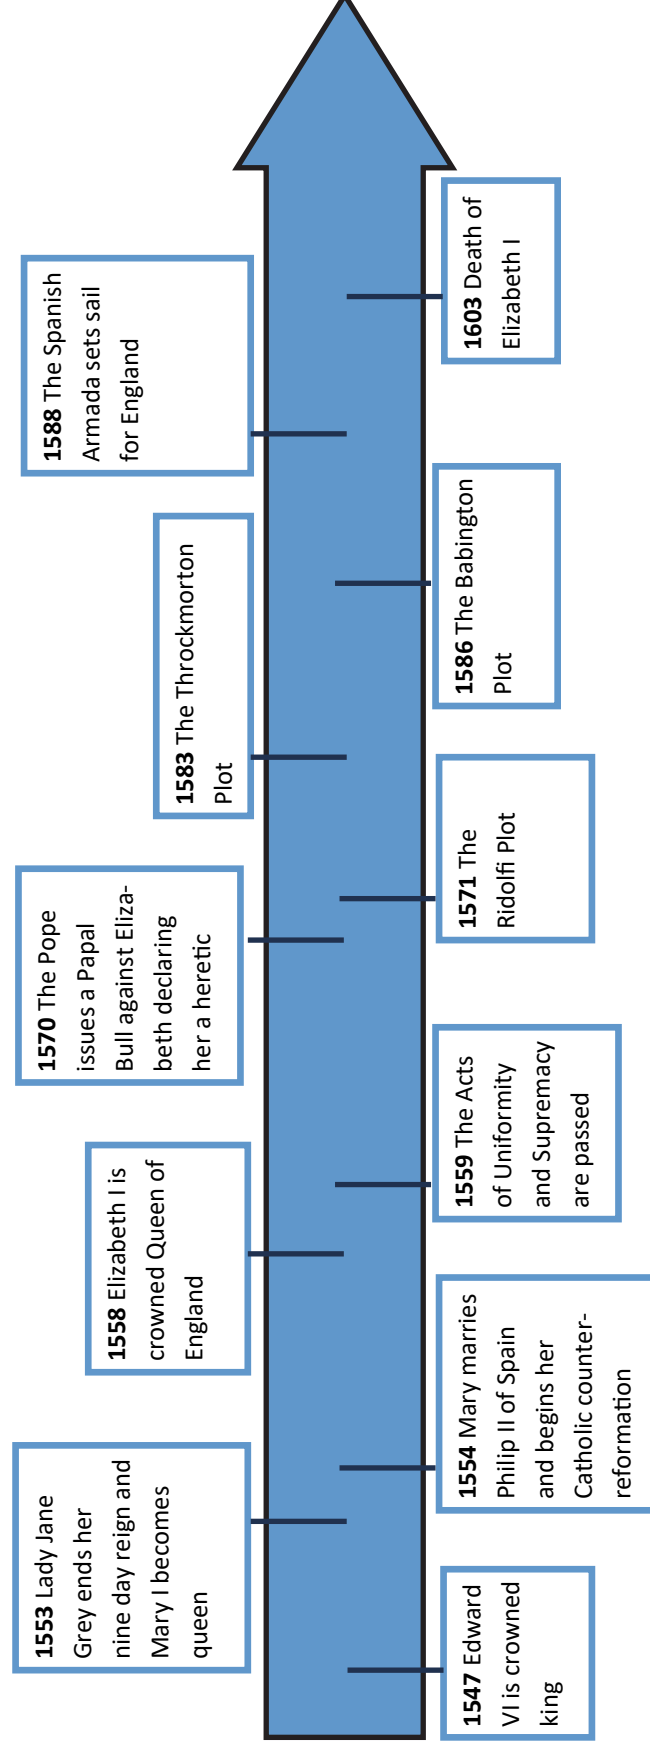 1547 Edward
VI is crowned
king
1553 Lady Jane
Grey ends her
nine day reign and
Mary I becomes
queen
1554 Mary marries
Philip II of Spain
and begins her
Catholic counter-
reformation
1558 Elizabeth I is
crowned Queen of
England
1559 The Acts
of Uniformity
and Supremacy
are passed
1570 The Pope
issues a Papal
Bull against Eliza-
beth declaring
her a heretic
1571 The
Ridolfi Plot
1583 The Throckmorton
Plot
1586 The Babington
Plot
1588 The Spanish
Armada sets sail
for England
1603 Death of
Elizabeth I